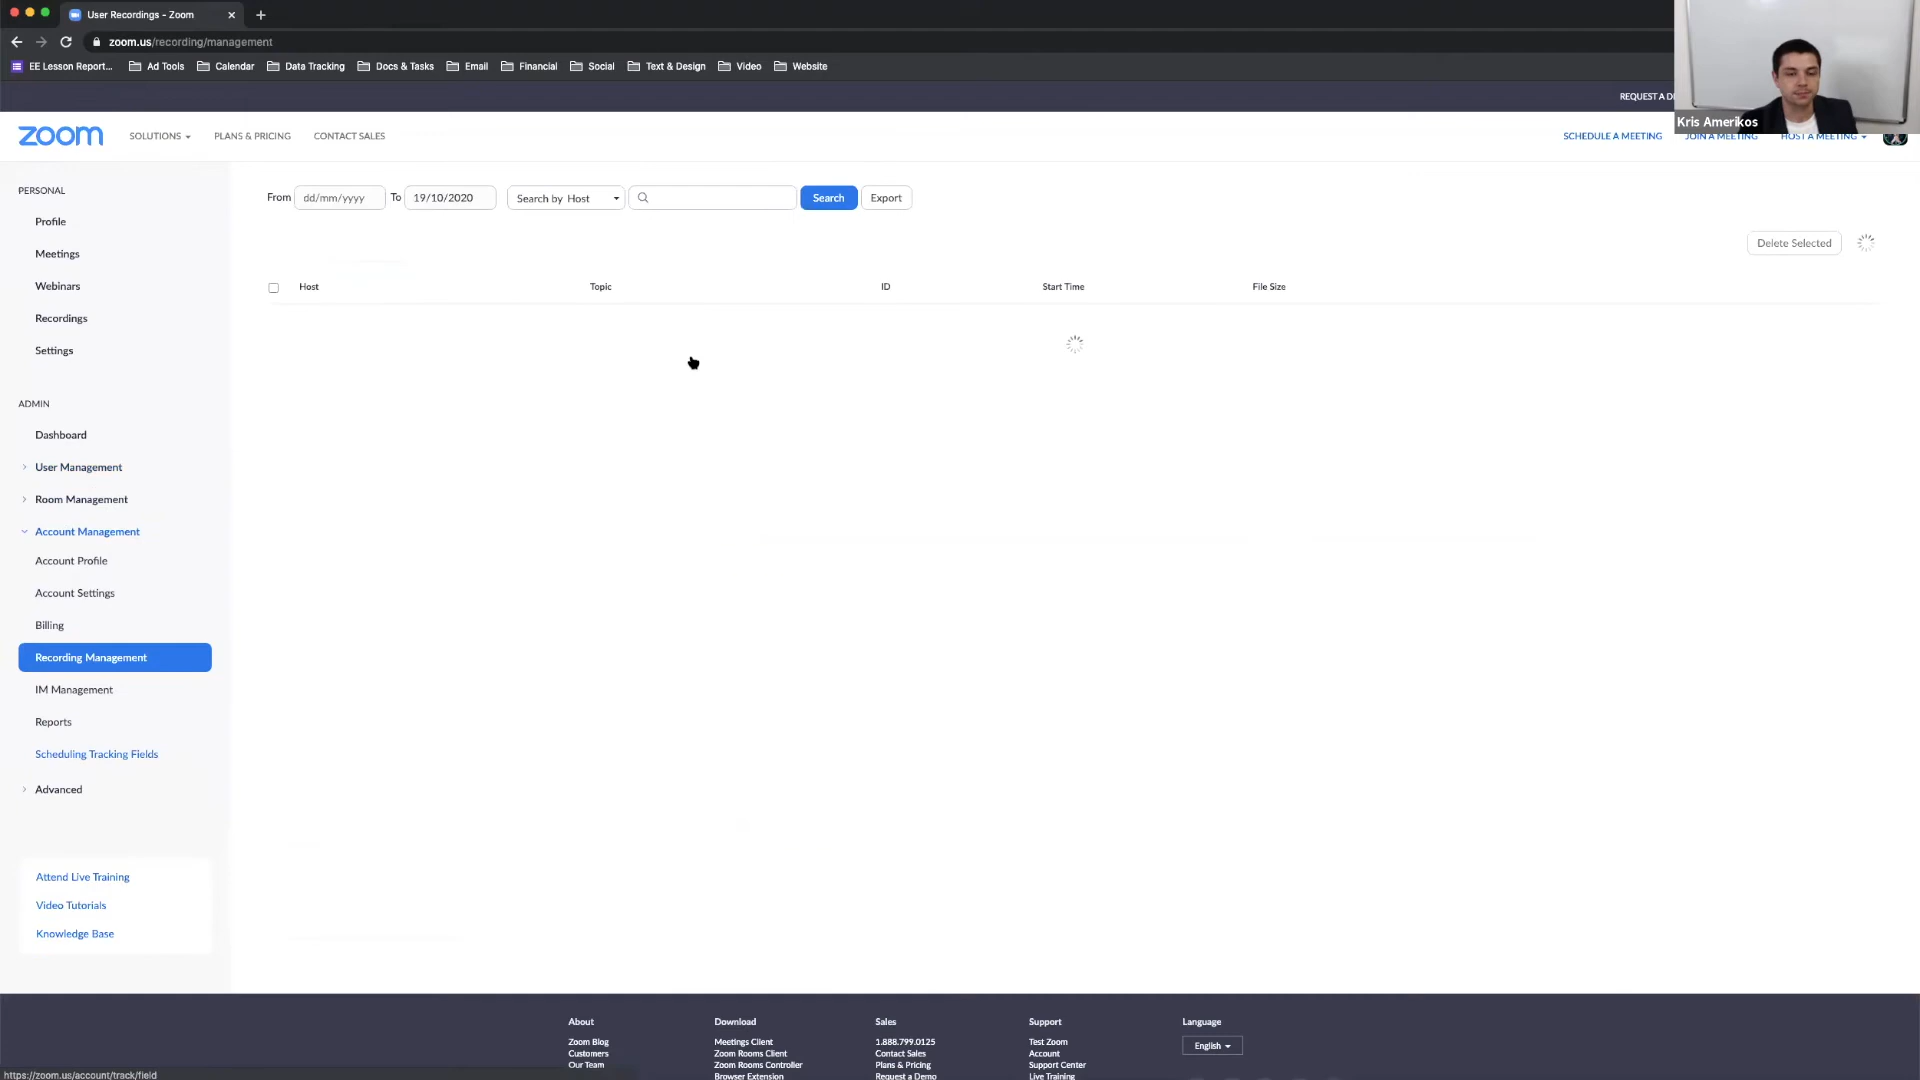 User Recordings - Zoom
zoom.us/recording/management
EE Lesson Report... Ad Tools Calendar Data Tracking Docs & Tasks Email Financial Social Text & Design Video Website
REQUEST A D
zoom SOLUTIONS PLANS & PRICING CONTACT SALES SCHEDULE A MEETING JOIN A MEETING HOST A MEETING
Kris Amerikos
PERSONAL
Profile
Meetings
Webinars
Recordings
Settings
ADMIN
Dashboard
User Management
Room Management
Account Management
Account Profile
Account Settings
Billing
Recording Management
IM Management
Reports
Scheduling Tracking Fields
Advanced
Attend Live Training
Video Tutorials
Knowledge Base
From dd/mm/yyyy To 19/10/2020 Search by Host Search Export
Delete Selected
Host Topic ID Start Time File Size
About
Zoom Blog
Customers
Our Team
Download
Meetings Client
Zoom Rooms Client
Zoom Rooms Controller
Browser Extension
Sales
1.888.799.0125
Contact Sales
Plans & Pricing
Request a Demo
Support
Test Zoom
Account
Support Center
Live Training
Language
English
https://zoom.us/account/track/field